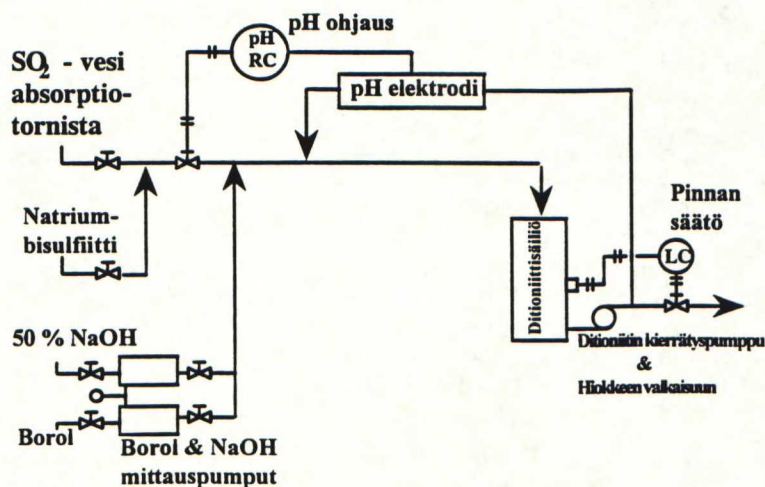 pH ohjaus
pH
RC
SO2 - vesi
absorptio-
tornista
pH elektrodi
Natrium-
bisulfiitti
Pinnan
säätö
LC
Ditioniittisäiliö
50 % NaOH
Ditioniitin kierrätyspumppu
&
Hiokkeen valkaisuun
Borol
Borol & NaOH
mittauspumput